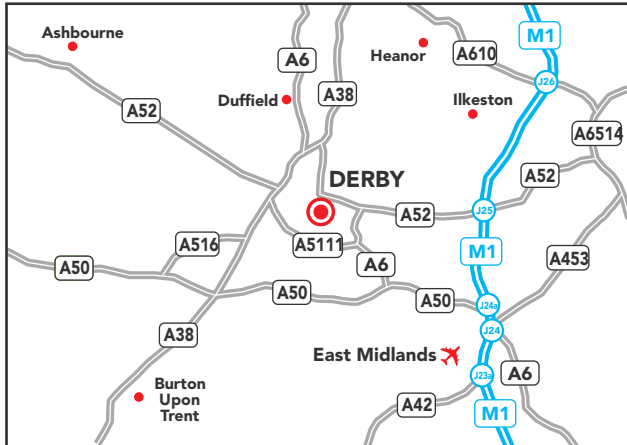 Ashbourne
A6
Heanor
A610
M1
J26
A38
Duffield
Ilkeston
A52
A6514
DERBY
A52
A52
J25
A516
A5111
M1
A50
A6
A453
A50
A50
J24a
J24
A38
East Midlands
J23a
A6
Burton
Upon
Trent
A42
M1